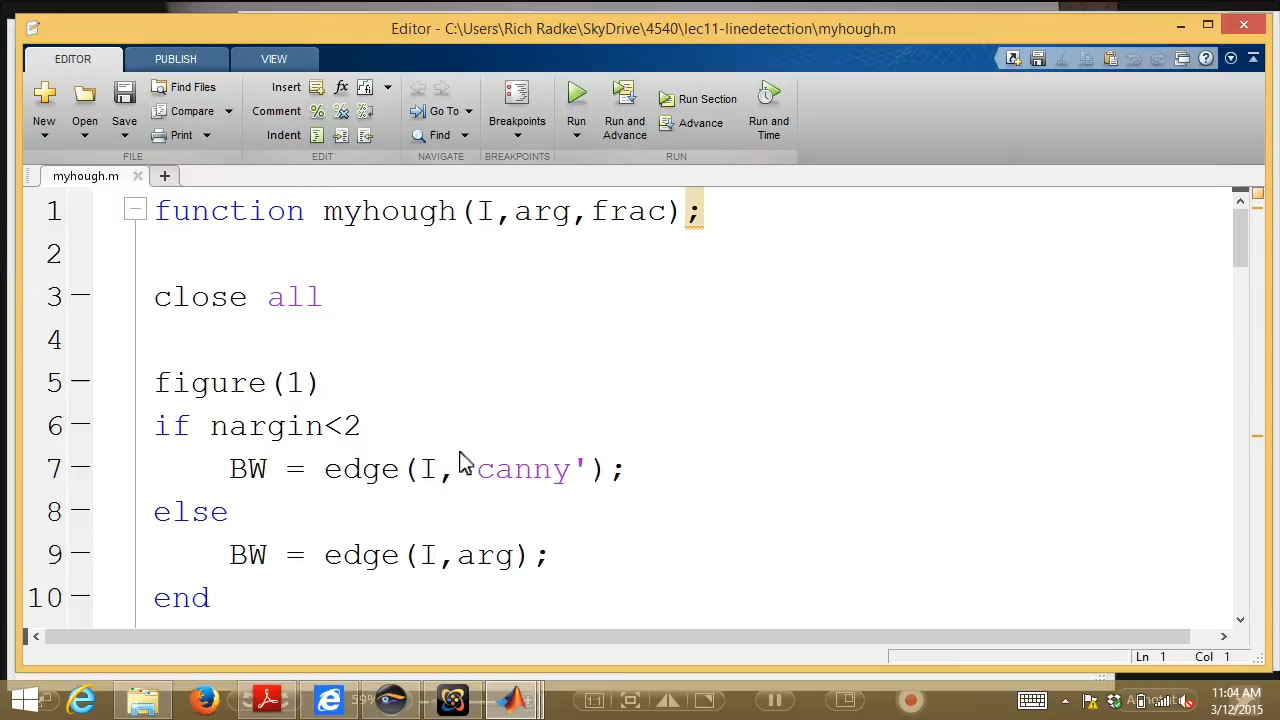 Editor - C:\Users\Rich Radke\SkyDrive\4540\lec11-linedetection\myhough.m
EDITOR PUBLISH VIEW
New Open Save Find Files Compare Print
Insert fx Comment Indent
Go To Find
Breakpoints
Run Run and Advance Run Section Advance Run and Time
FILE EDIT NAVIGATE BREAKPOINTS RUN
myhough.m
1 function myhough(I,arg,frac);
2
3 close all
4
5 figure(1)
6 if nargin<2
7 BW = edge(I,canny');
8 else
9 BW = edge(I,arg);
10 end
Ln 1 Col 1
59%
1:1
11:04 AM
3/12/2015